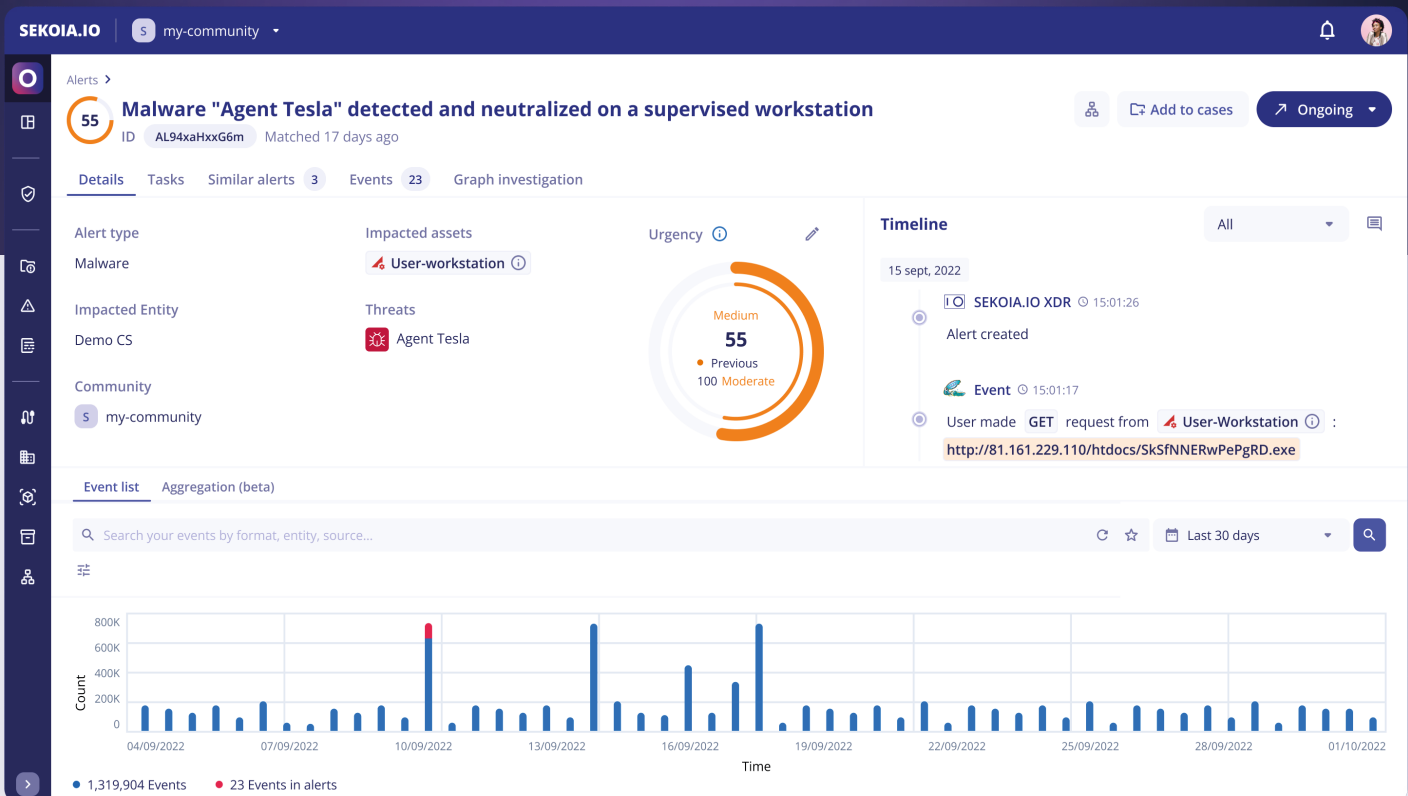 SEKOIA.IO
S my-community
Alerts
55
Malware "Agent Tesla" detected and neutralized on a supervised workstation
ID AL94xaHxxG6m Matched 17 days ago
Add to cases
Ongoing
Details Tasks Similar alerts 3 Events 23 Graph investigation
Alert type
Malware
Impacted Entity
Demo CS
Community
S my-community
Impacted assets
User-workstation
Threats
Agent Tesla
Urgency
Medium
55
Previous
100 Moderate
Timeline
All
15 sept, 2022
SEKOIA.IO XDR 15:01:26
Alert created
Event 15:01:17
User made GET request from User-Workstation :
http://81.161.229.110/htdocs/SkSfNNERwPePgRD.exe
Event list Aggregation (beta)
Search your events by format, entity, source...
Last 30 days
800K
600K
400K
200K
0
Count
04/09/2022 07/09/2022 10/09/2022 13/09/2022 16/09/2022 19/09/2022 22/09/2022 25/09/2022 28/09/2022 01/10/2022
Time
1,319,904 Events 23 Events in alerts